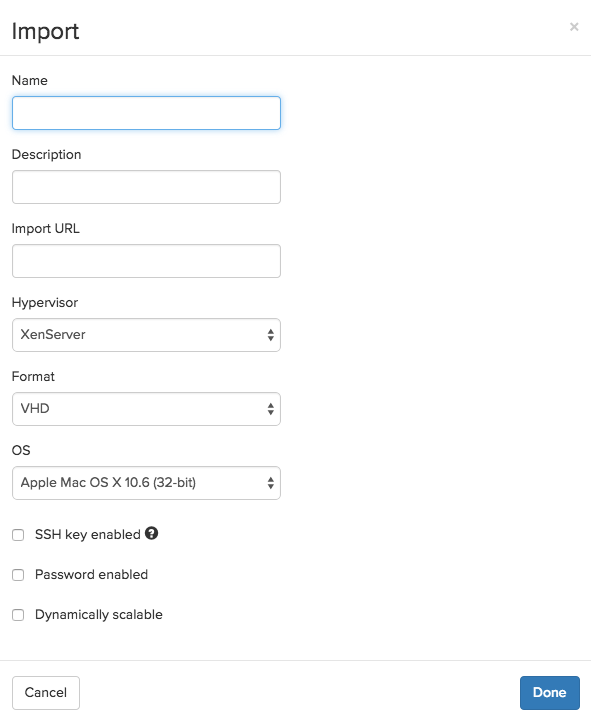 Import
×
Name
Description
Import URL
Hypervisor
XenServer
Format
VHD
OS
Apple Mac OS X 10.6 (32-bit)
SSH key enabled ?
Password enabled
Dynamically scalable
Cancel
Done